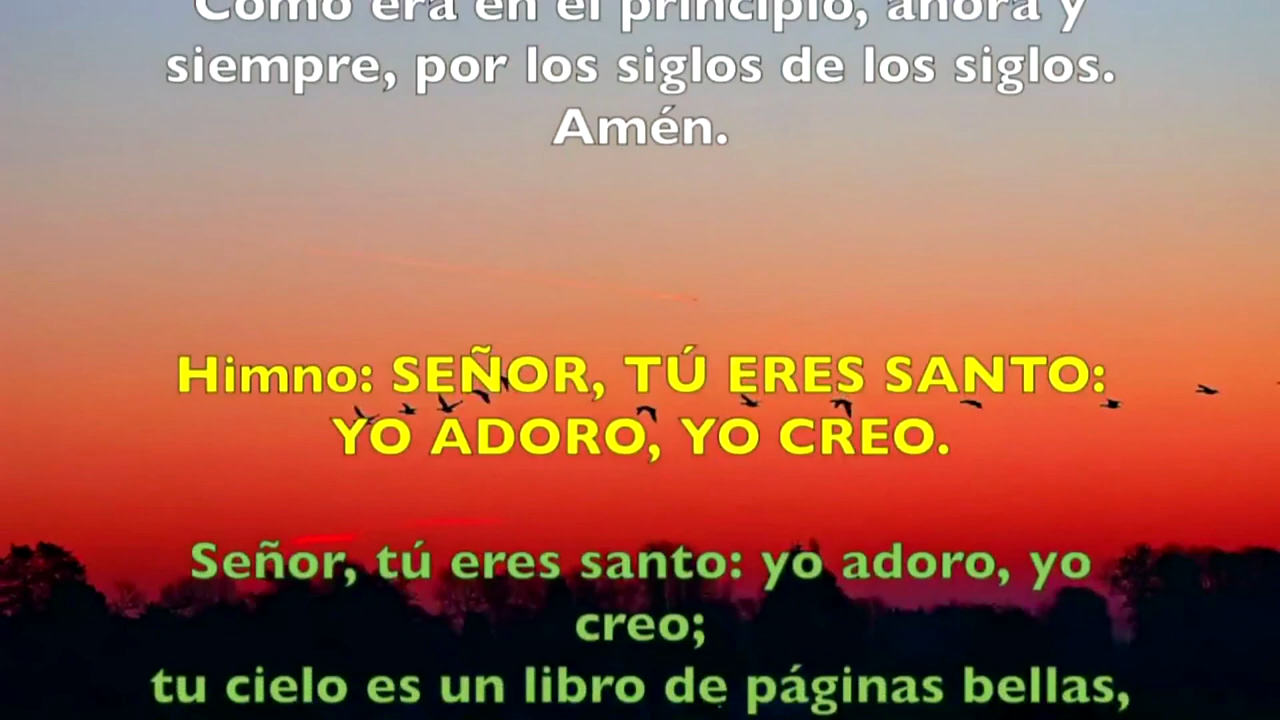 Como era en el principio, ahora y
siempre, por los siglos de los siglos.
Amén.
Himno: SEÑOR, TÚ ERES SANTO:
YO ADORO, YO CREO.
Señor, tú eres santo: yo adoro, yo
creo;
tu cielo es un libro de páginas bellas,